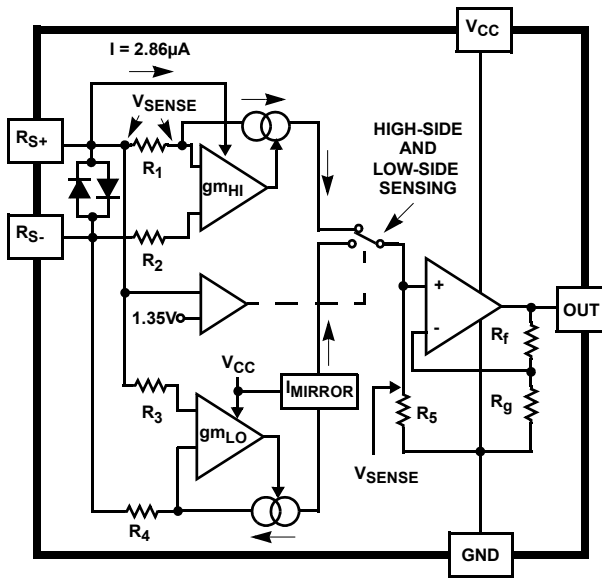 VCC
I = 2.86µA
VSENSE
RS+
R1
gmHI
HIGH-SIDE
AND
LOW-SIDE
SENSING
RS-
R2
+
-
OUT
1.35V
Rf
VCC
IMIRROR
R3
gmLO
R5
Rg
VSENSE
R4
GND